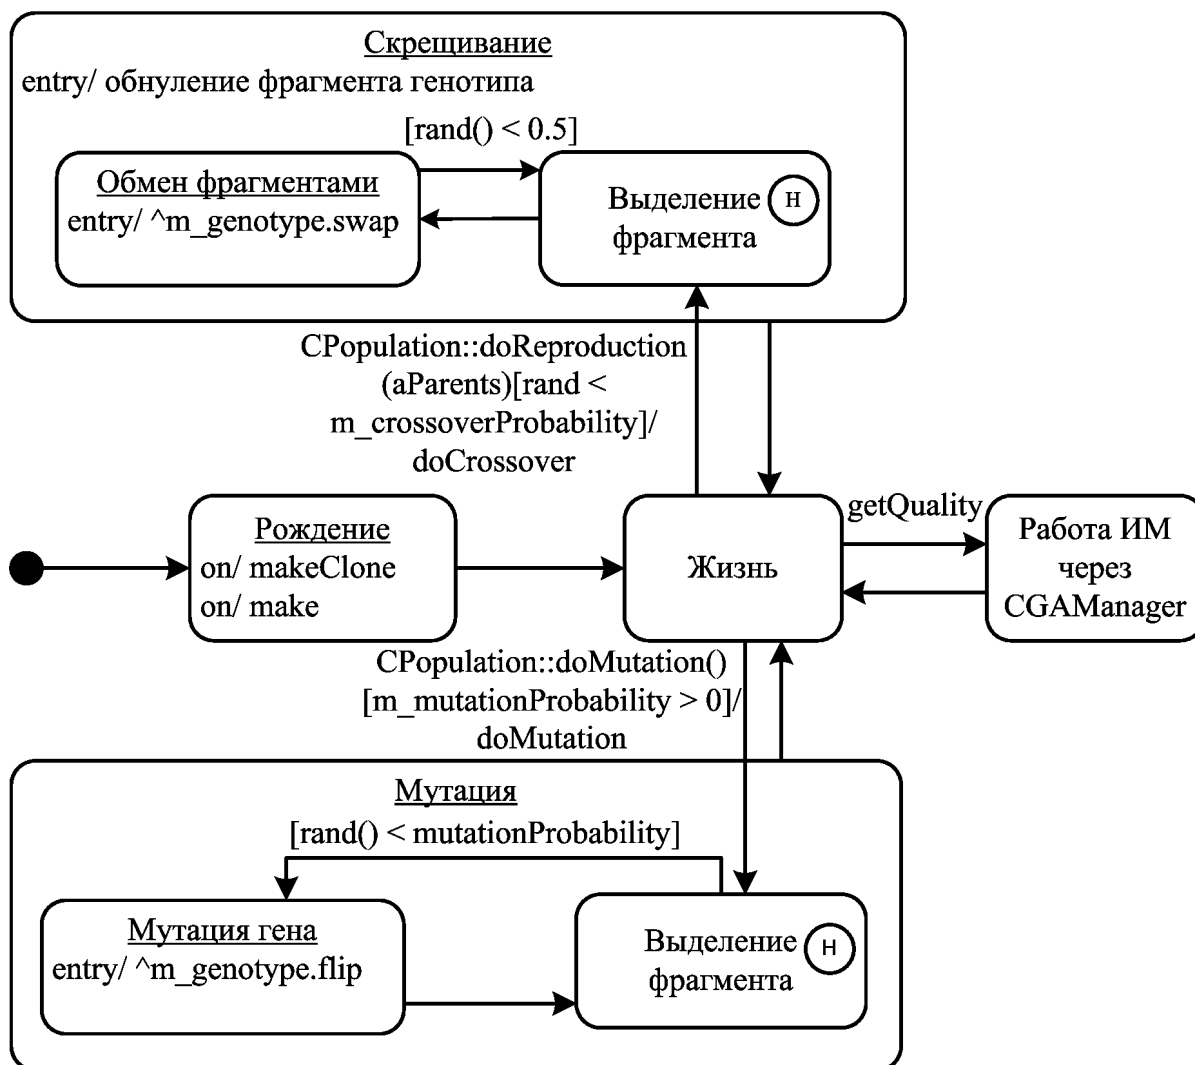 Скрещивание
entry/ обнуление фрагмента генотипа
[rand() < 0.5]
Обмен фрагментами
entry/ ^m_genotype.swap
Выделение
фрагмента
H
CPopulation::doReproduction
(aParents)[rand <
m_crossoverProbability]/
doCrossover
Рождение
on/ makeClone
on/ make
Жизнь
getQuality
Работа ИМ
через
CGAManager
CPopulation::doMutation()
[m_mutationProbability > 0]/
doMutation
Мутация
[rand() < mutationProbability]
Мутация гена
entry/ ^m_genotype.flip
Выделение
фрагмента
H